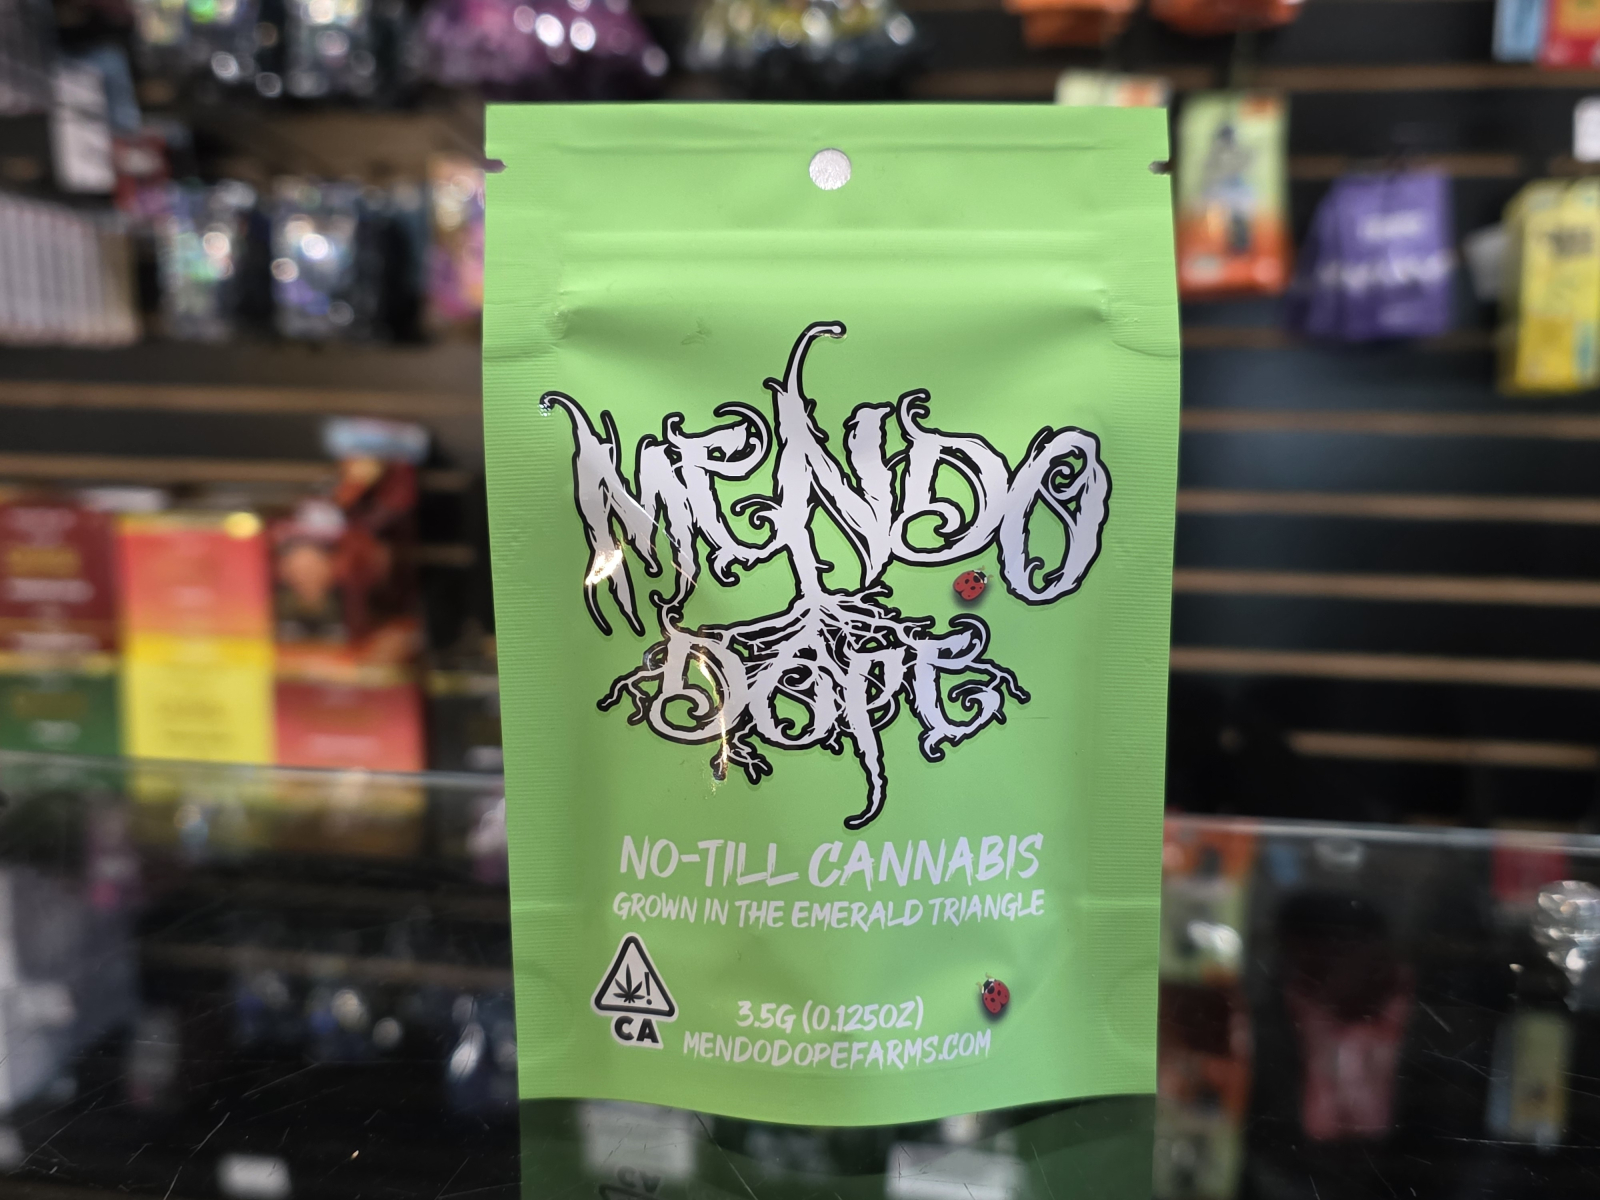 MENDO
DOPE
NO-TILL CANNABIS
GROWN IN THE EMERALD TRIANGLE
CA
3.5G (0.125OZ)
MENDODOPEFARMS.COM